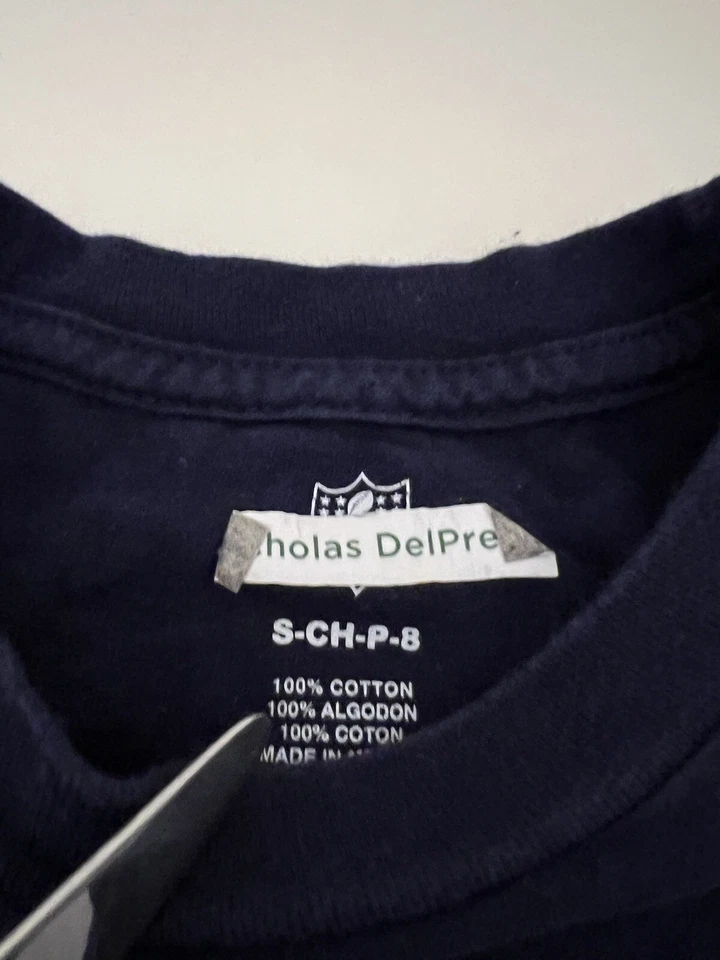 holas DelPre
S-CH-P-8
100% COTTON
100% ALGODON
100% COTON
MADE IN